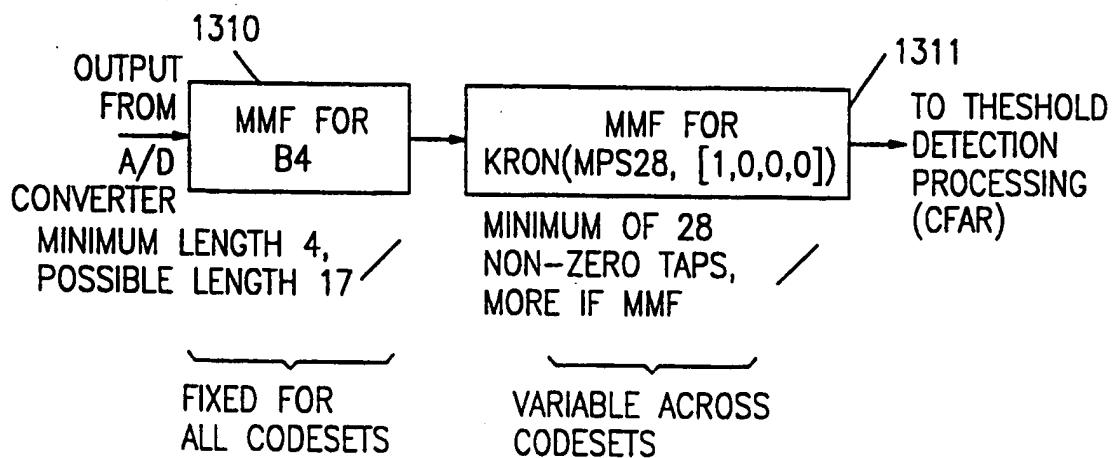 1310
OUTPUT
FROM
A/D
CONVERTER
MMF FOR
B4
MMF FOR
KRON(MPS28, [1,0,0,0])
1311
TO THESHOLD
DETECTION
PROCESSING
(CFAR)
MINIMUM LENGTH 4,
POSSIBLE LENGTH 17
MINIMUM OF 28
NON-ZERO TAPS,
MORE IF MMF
FIXED FOR
ALL CODESETS
VARIABLE ACROSS
CODESETS